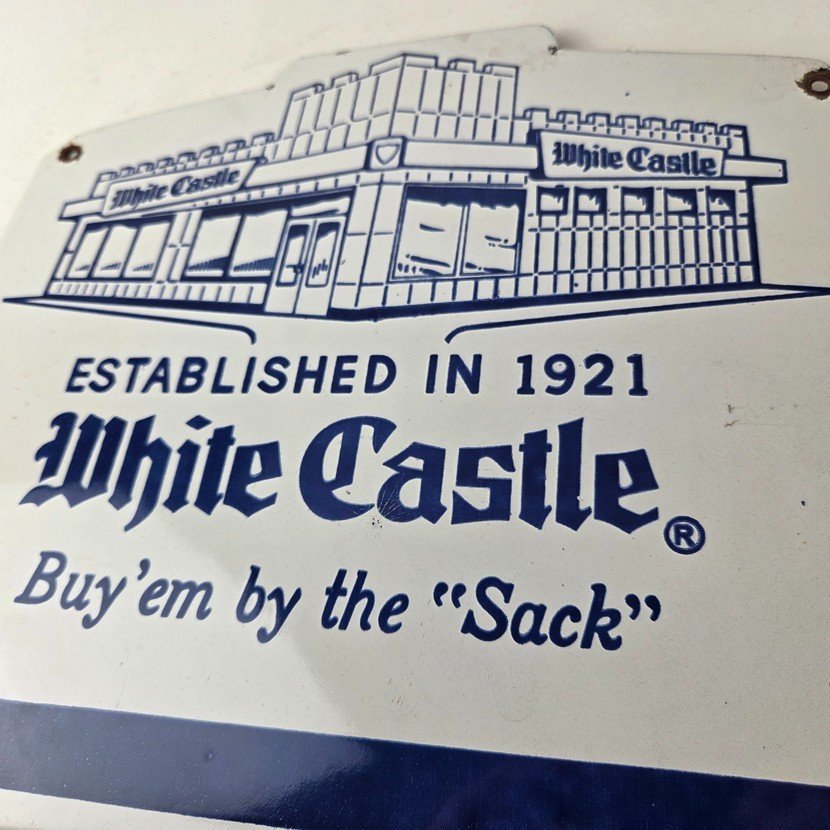 White Castle
White Castle
ESTABLISHED IN 1921
White Castle®
Buy'em by the "Sack"